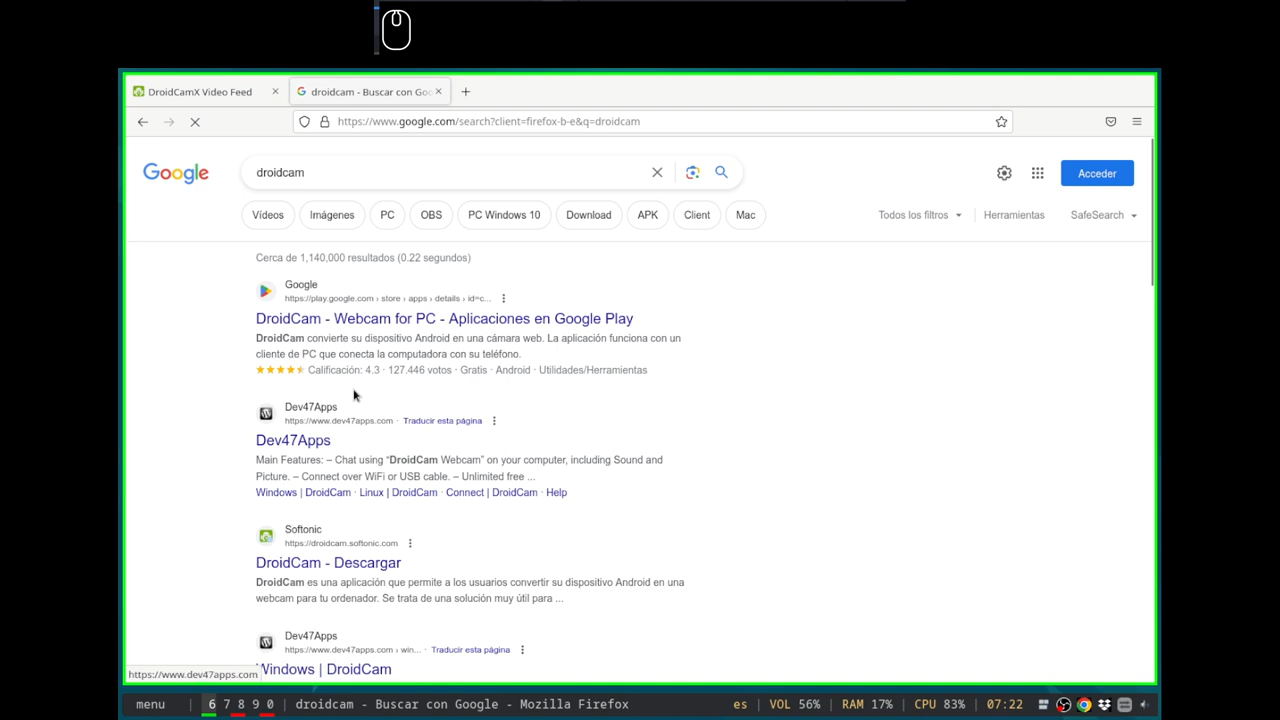 DroidCamX Video Feed
droidcam - Buscar con Goo
https://www.google.com/search?client=firefox-b-e&q=droidcam
Google
droidcam
Acceder
Vídeos
Imágenes
PC
OBS
PC Windows 10
Download
APK
Client
Mac
Todos los filtros
Herramientas
SafeSearch
Cerca de 1,140,000 resultados (0.22 segundos)
Google
https://play.google.com › store › apps › details › id=c...
DroidCam - Webcam for PC - Aplicaciones en Google Play
DroidCam convierte su dispositivo Android en una cámara web. La aplicación funciona con un
cliente de PC que conecta la computadora con su teléfono.
Calificación: 4.3 · 127.446 votos · Gratis · Android · Utilidades/Herramientas
Dev47Apps
https://www.dev47apps.com · Traducir esta página
Dev47Apps
Main Features: – Chat using “DroidCam Webcam” on your computer, including Sound and
Picture. – Connect over WiFi or USB cable. – Unlimited free ...
Windows | DroidCam · Linux | DroidCam · Connect | DroidCam · Help
Softonic
https://droidcam.softonic.com
DroidCam - Descargar
DroidCam es una aplicación que permite a los usuarios convertir su dispositivo Android en una
webcam para tu ordenador. Se trata de una solución muy útil para ...
Dev47Apps
https://www.dev47apps.com › win... · Traducir esta página
Windows | DroidCam
https://www.dev47apps.com
menu | 6 7 8 9 0 | droidcam - Buscar con Google - Mozilla Firefox
es | VOL 56% | RAM 17% | CPU 83% | 07:22